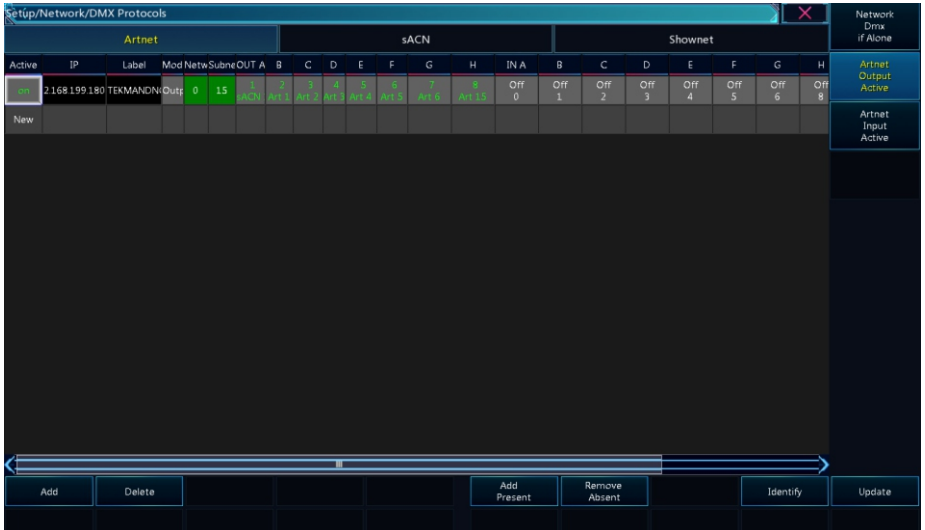 Setup/Network/DMX Protocols
Network
Dmx
if Alone
Artnet
sACN
Shownet
Active IP Label Mod Netw Subne OUT A B C D E F G H IN A B C D E F G H
Artnet
Output
Active
on 2.168.199.180 TEKMANDN Outp 0 15 1 2 3 4 5 6 7 8 Off Off Off Off Off Off Off Off
sACN Art 1 Art 2 Art 3 Art 4 Art 5 Art 6 Art 15 0 1 2 3 4 5 6 8
New
Artnet
Input
Active
Add
Delete
Add
Present
Remove
Absent
Identify
Update